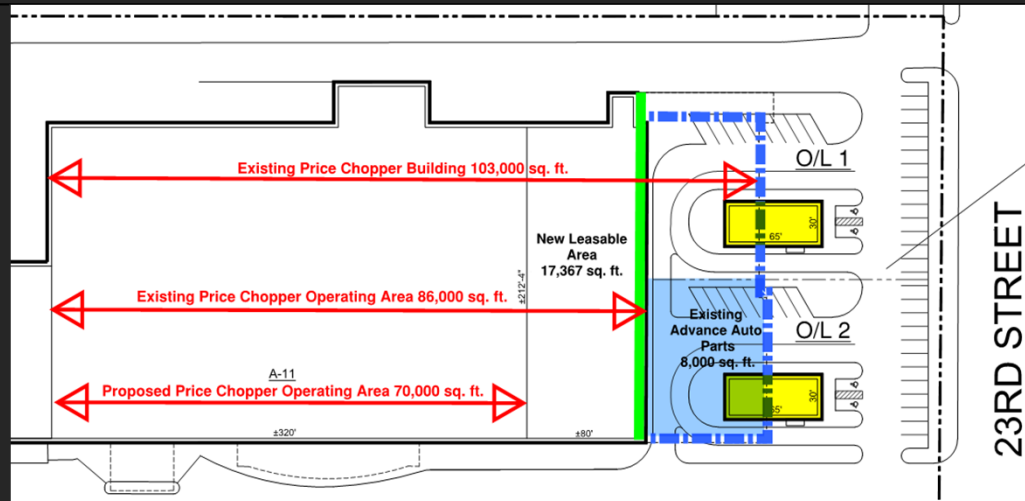 Existing Price Chopper Building 103,000 sq. ft.
O/L 1
65'
30'
New Leasable
Area
17,367 sq. ft.
±212'-4"
Existing Price Chopper Operating Area 86,000 sq. ft.
Existing
Advance Auto
Parts
8,000 sq. ft.
O/L 2
A-11
Proposed Price Chopper Operating Area 70,000 sq. ft.
65'
30'
±320'
±80'
23RD STREET